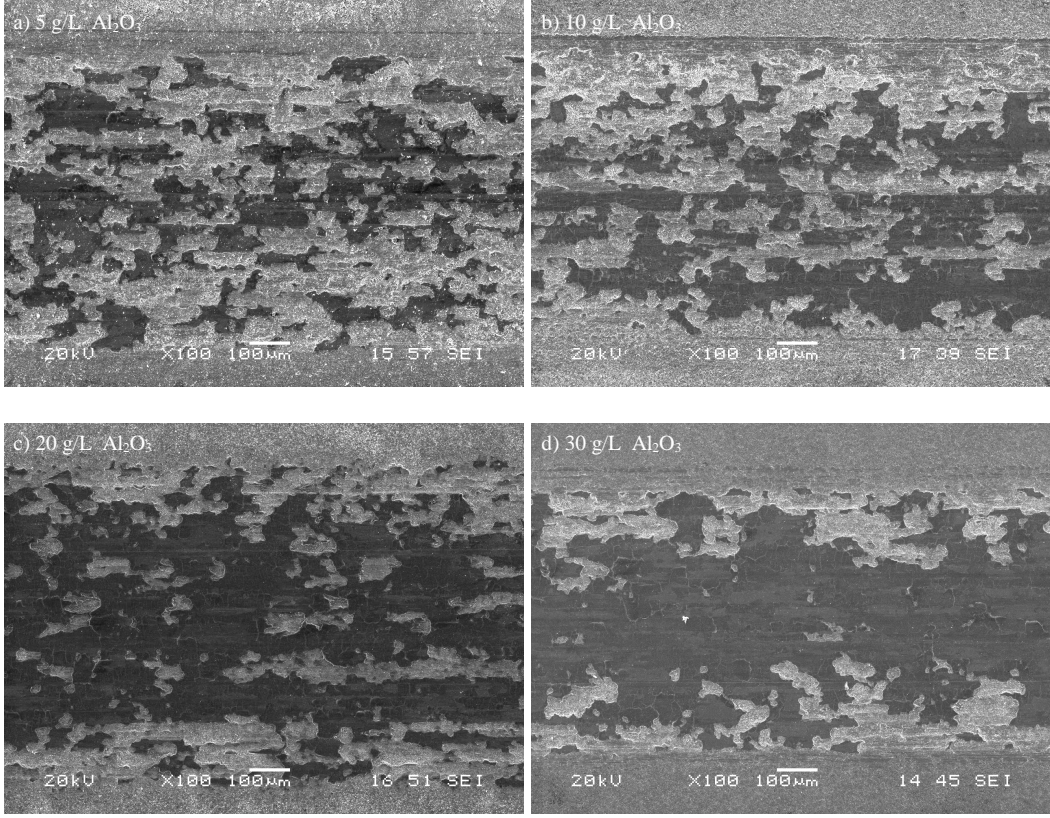 a) 5 g/L Al₂O₃
b) 10 g/L Al₂O₃
20kV X100 100µm 15 57 SEI
20kV X100 100µm 17 39 SEI
c) 20 g/L Al₂O₃
d) 30 g/L Al₂O₃
20kV X100 100µm 16 51 SEI
20kV X100 100µm 14 45 SEI